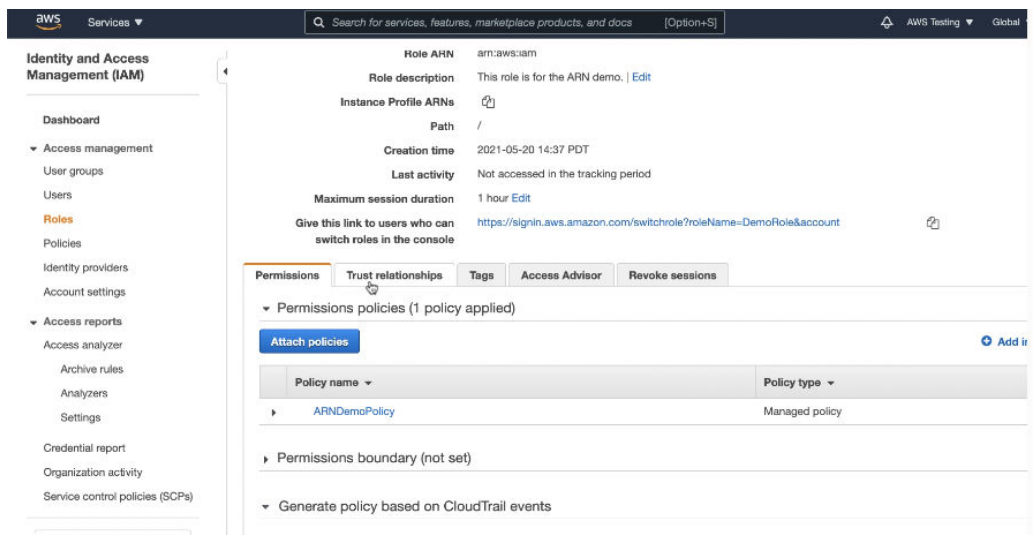 aws Services ▼ Search for services, features, marketplace products, and docs [Option+S] AWS Testing ▼ Global
Identity and Access
Management (IAM)
Dashboard
Access management
User groups
Users
Roles
Policies
Identity providers
Account settings
Access reports
Access analyzer
Archive rules
Analyzers
Settings
Credential report
Organization activity
Service control policies (SCPs)
Role ARN arn:aws:iam
Role description This role is for the ARN demo. | Edit
Instance Profile ARNs
Path /
Creation time 2021-05-20 14:37 PDT
Last activity Not accessed in the tracking period
Maximum session duration 1 hour Edit
Give this link to users who can https://signin.aws.amazon.com/switchrole?roleName=DemoRole&account
switch roles in the console
Permissions Trust relationships Tags Access Advisor Revoke sessions
Permissions policies (1 policy applied)
Attach policies Add
Policy name Policy type
ARNDemoPolicy Managed policy
Permissions boundary (not set)
Generate policy based on CloudTrail events